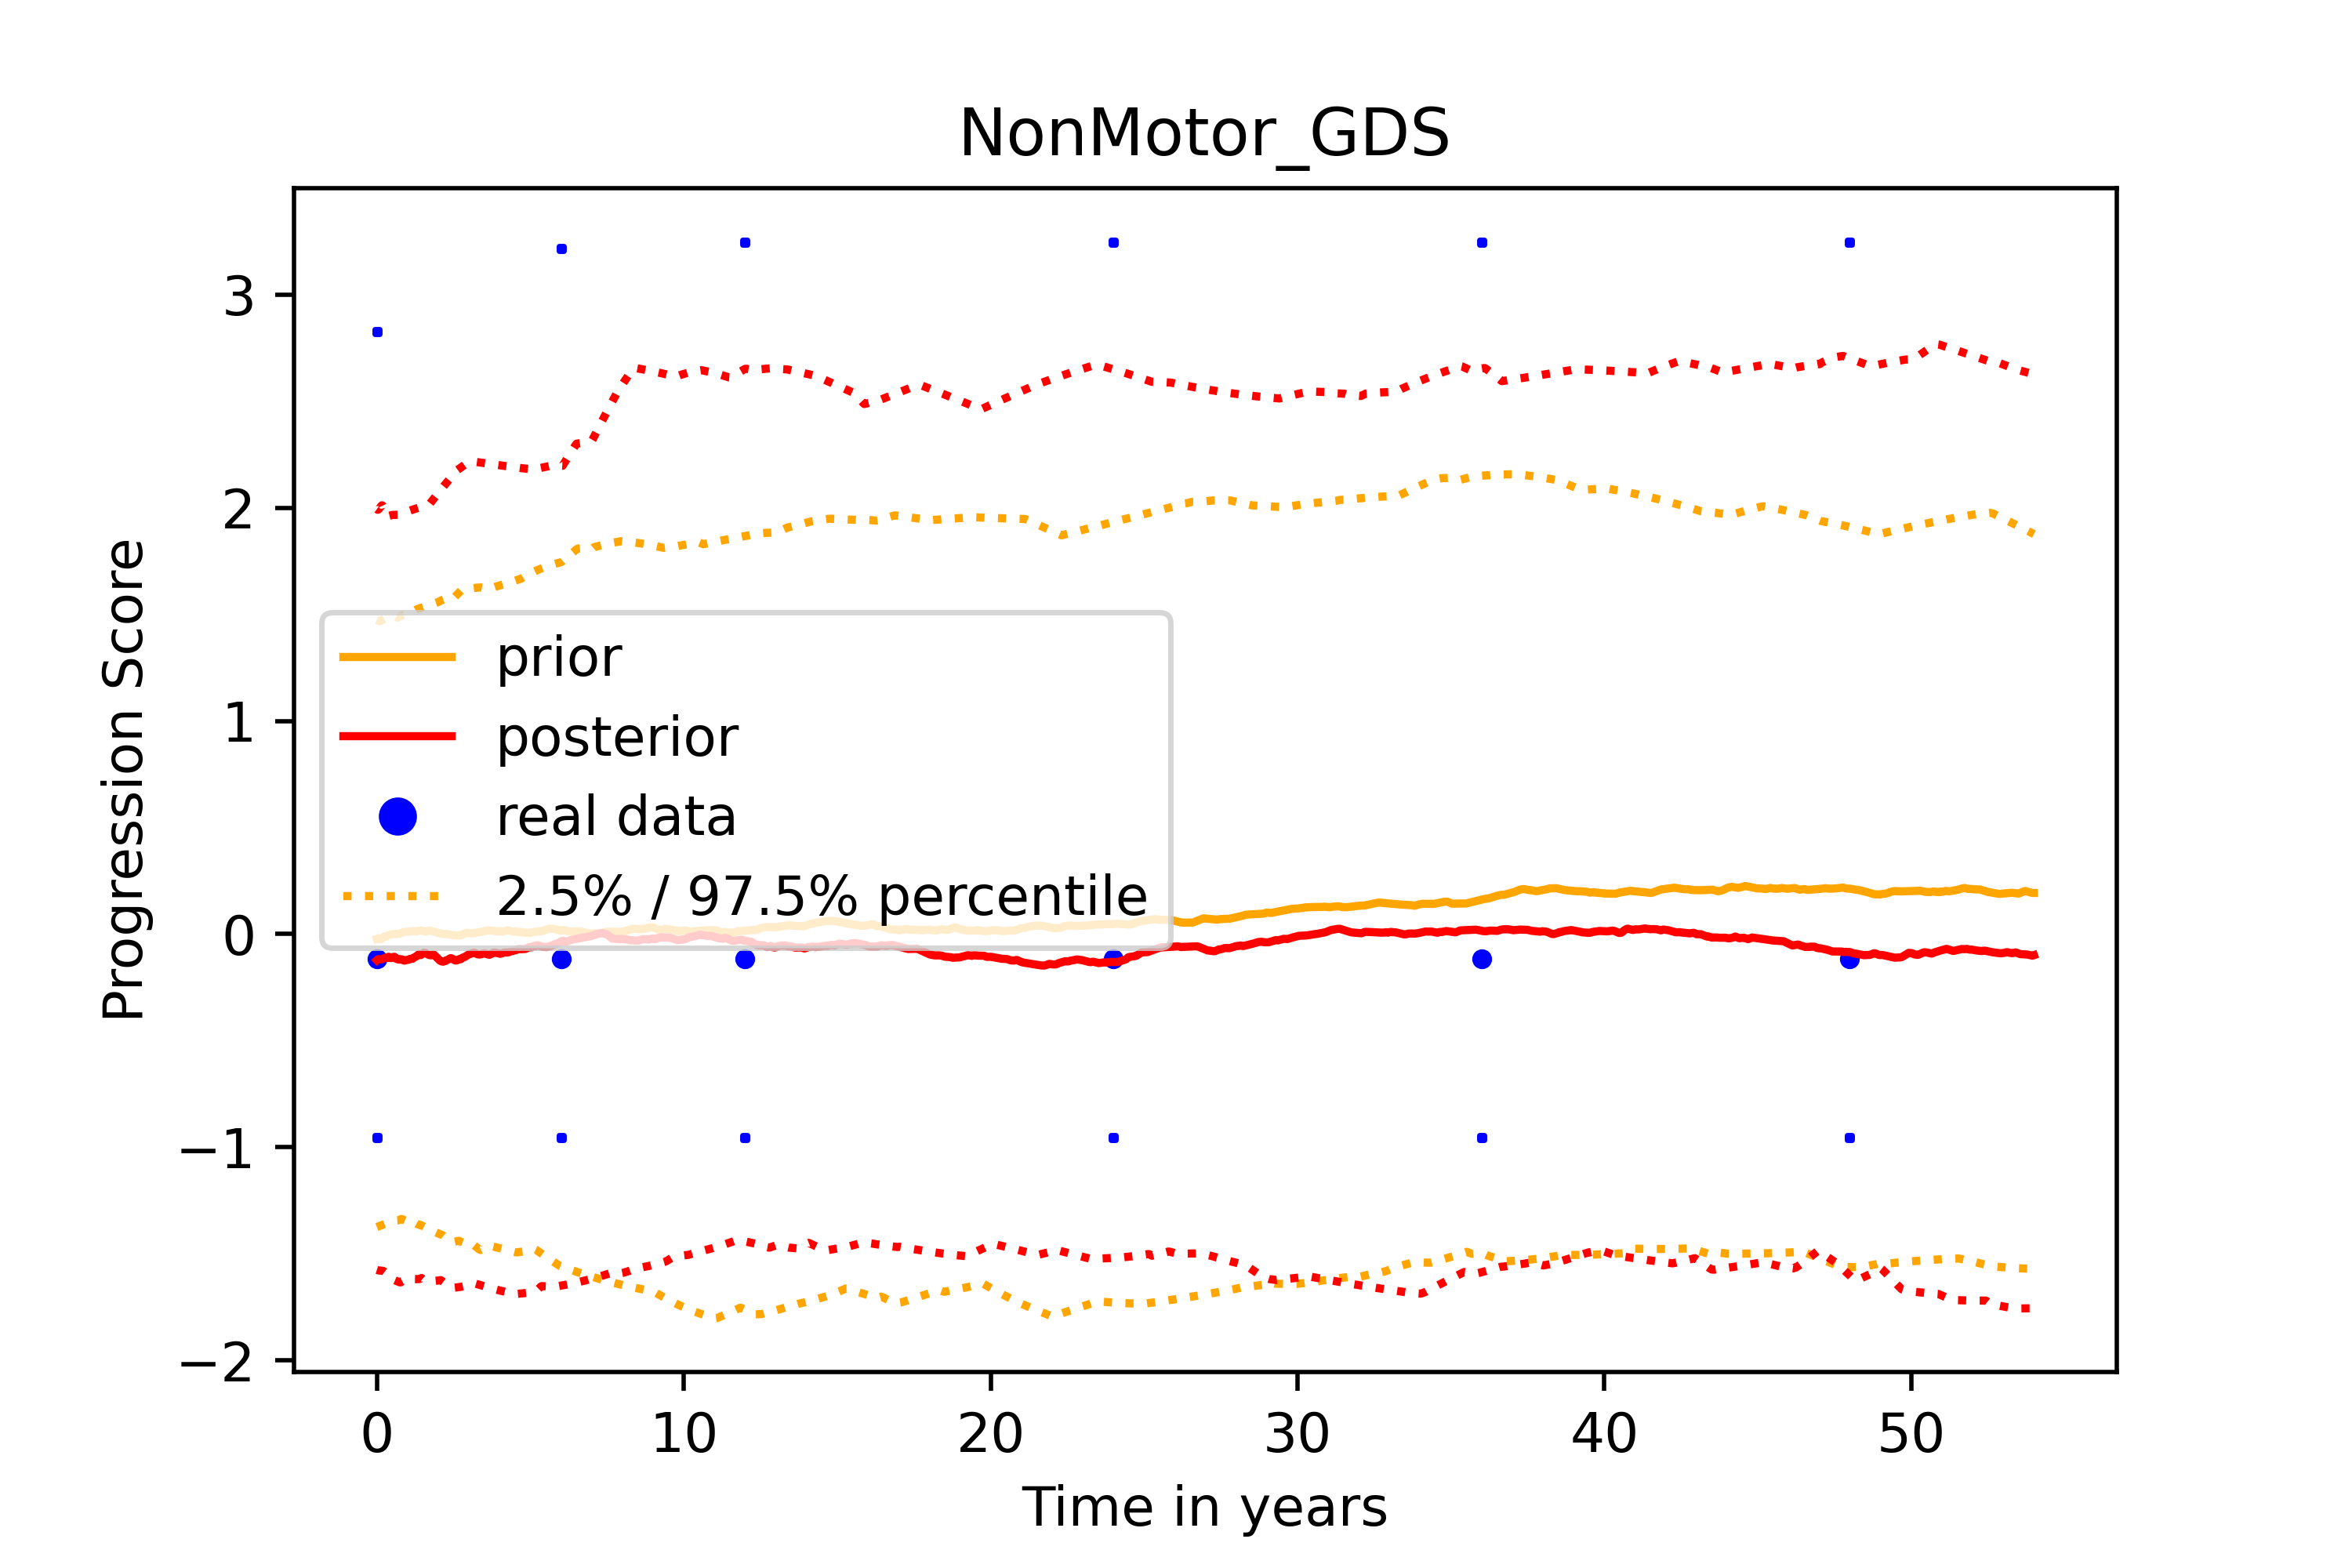 NonMotor_GDS
Progression Score
3
2
1
0
−1
−2
prior
posterior
real data
2.5% / 97.5% percentile
0 10 20 30 40 50
Time in years